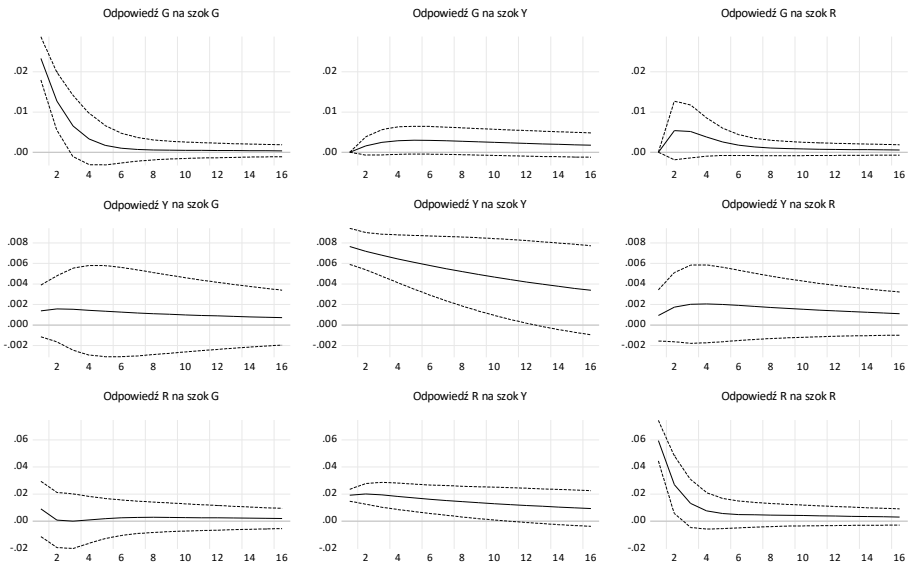 Odpowiedź G na szok G
Odpowiedź G na szok Y
Odpowiedź G na szok R
.02
.01
.00
2 4 6 8 10 12 14 16
.02
.01
.00
2 4 6 8 10 12 14 16
.02
.01
.00
2 4 6 8 10 12 14 16
Odpowiedź Y na szok G
Odpowiedź Y na szok Y
Odpowiedź Y na szok R
.008
.006
.004
.002
.000
-.002
2 4 6 8 10 12 14 16
.008
.006
.004
.002
.000
-.002
2 4 6 8 10 12 14 16
.008
.006
.004
.002
.000
-.002
2 4 6 8 10 12 14 16
Odpowiedź R na szok G
Odpowiedź R na szok Y
Odpowiedź R na szok R
.06
.04
.02
.00
-.02
2 4 6 8 10 12 14 16
.06
.04
.02
.00
-.02
2 4 6 8 10 12 14 16
.06
.04
.02
.00
-.02
2 4 6 8 10 12 14 16